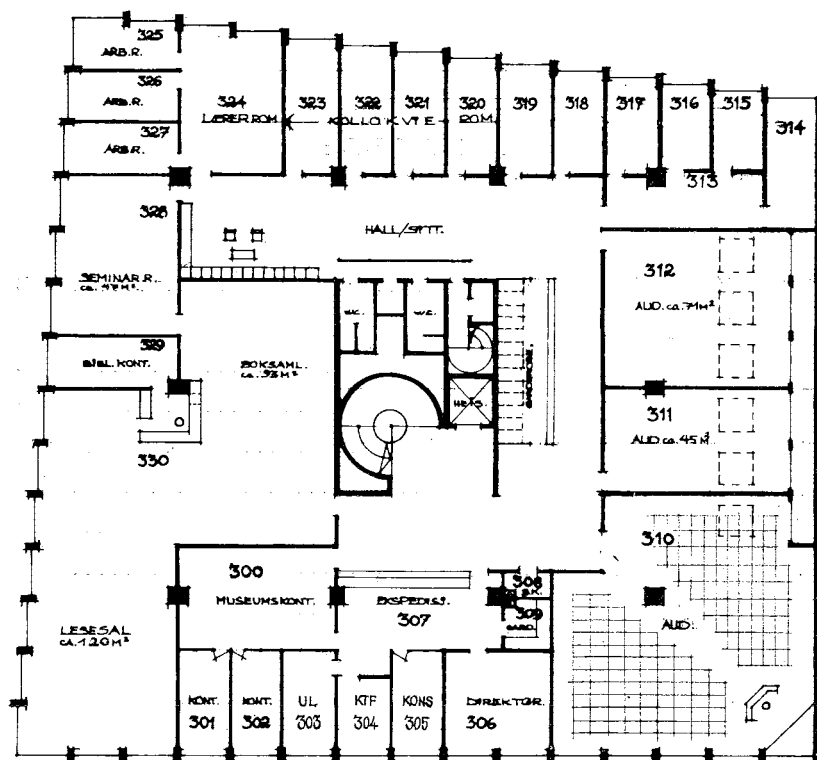 325
ARB.R.
326
ARB.R.
327
ARB.R.
324
LÆRER ROM.
323
322
321
320
319
318
317
316
315
314
313
KOLLOKVIE - ROM.
328
SEMINAR R.
HALL/
329
BIBL. KONT.
BOKSAML.
330
HEIS.
312
AUD. ca. 71 M²
311
AUD ca. 45 M²
310
AUD.
300
MUSEUMSKONT.
EKSPEDISJ.
307
308
309
GARD.
LESESAL
CA. 120 M²
KONT.
301
KONT.
302
UL
303
KTF
304
KONS
305
DIREKTØR.
306